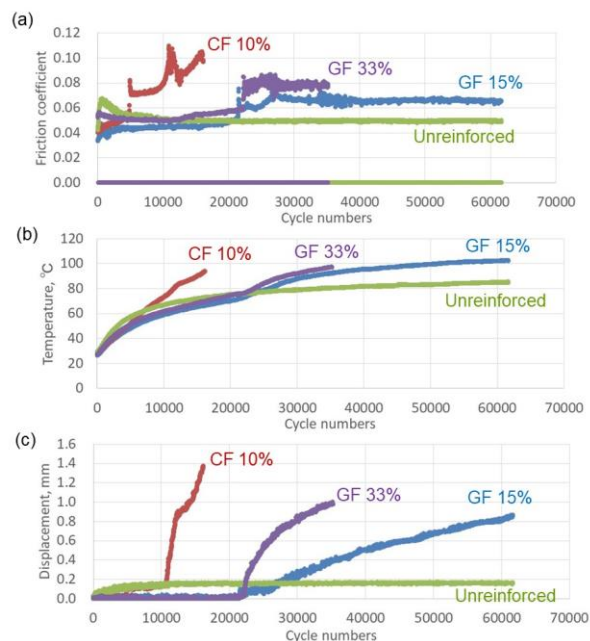 (a)
Friction coefficient
0.12
0.10
0.08
0.06
0.04
0.02
0.00
CF 10%
GF 33%
GF 15%
Unreinforced
0 10000 20000 30000 40000 50000 60000 70000
Cycle numbers
(b)
Temperature, °C
120
100
80
60
40
20
0
CF 10%
GF 33%
GF 15%
Unreinforced
0 10000 20000 30000 40000 50000 60000 70000
Cycle numbers
(c)
Displacement, mm
1.6
1.4
1.2
1.0
0.8
0.6
0.4
0.2
0.0
CF 10%
GF 33%
GF 15%
Unreinforced
0 10000 20000 30000 40000 50000 60000 70000
Cycle numbers